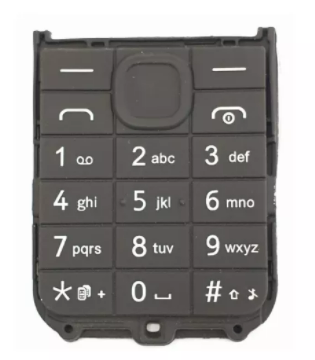 1 2 abc 3 def
4 ghi 5 jkl 6 mno
7 pqrs 8 tuv 9 wxyz
* + 0 #